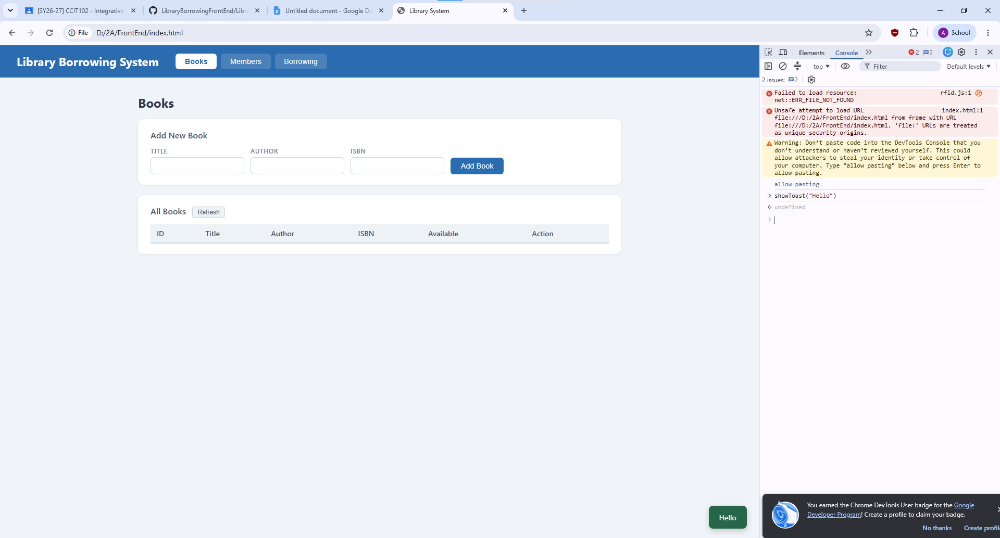 [SY26-27] CCIT102 - Integrative
LibraryBorrowingFrontEnd/Libra
Untitled document - Google Do
Library System
File
D:/2A/FrontEnd/index.html
A
School
Library Borrowing System
Books
Members
Borrowing
Books
Add New Book
TITLE
AUTHOR
ISBN
Add Book
All Books
Refresh
ID
Title
Author
ISBN
Available
Action
Hello
Elements
Console
2
2
top
Filter
Default levels
2 issues:
2
Failed to load resource: rfid.js:1
net::ERR_FILE_NOT_FOUND
Unsafe attempt to load URL index.html:1
file:///D:/2A/FrontEnd/index.html from frame with URL
file:///D:/2A/FrontEnd/index.html. 'file:' URLs are treated
as unique security origins.
Warning: Don’t paste code into the DevTools Console that you
don’t understand or haven’t reviewed yourself. This could
allow attackers to steal your identity or take control of
your computer. Type "allow pasting" below and press Enter to
allow pasting.
allow pasting
showToast("Hello")
undefined
You earned the Chrome DevTools User badge for the Google
Developer Program! Create a profile to claim your badge.
No thanks
Create profile